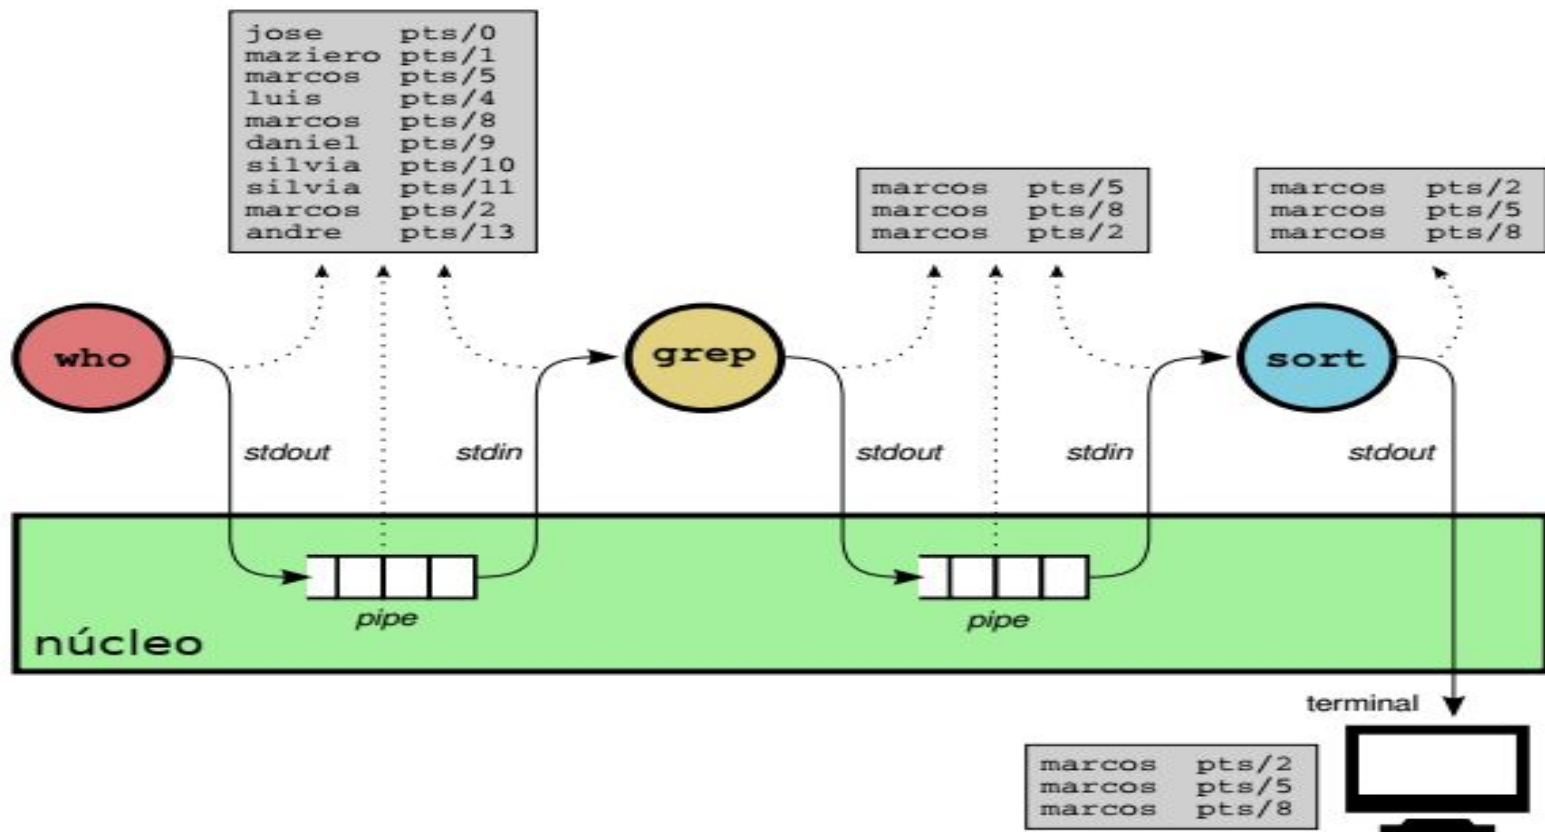 jose pts/0
maziero pts/1
marcos pts/5
luis pts/4
marcos pts/8
daniel pts/9
silvia pts/10
silvia pts/11
marcos pts/2
andre pts/13
marcos pts/5
marcos pts/8
marcos pts/2
marcos pts/2
marcos pts/5
marcos pts/8
who
grep
sort
stdout
stdin
stdout
stdin
stdout
pipe
pipe
núcleo
terminal
marcos pts/2
marcos pts/5
marcos pts/8